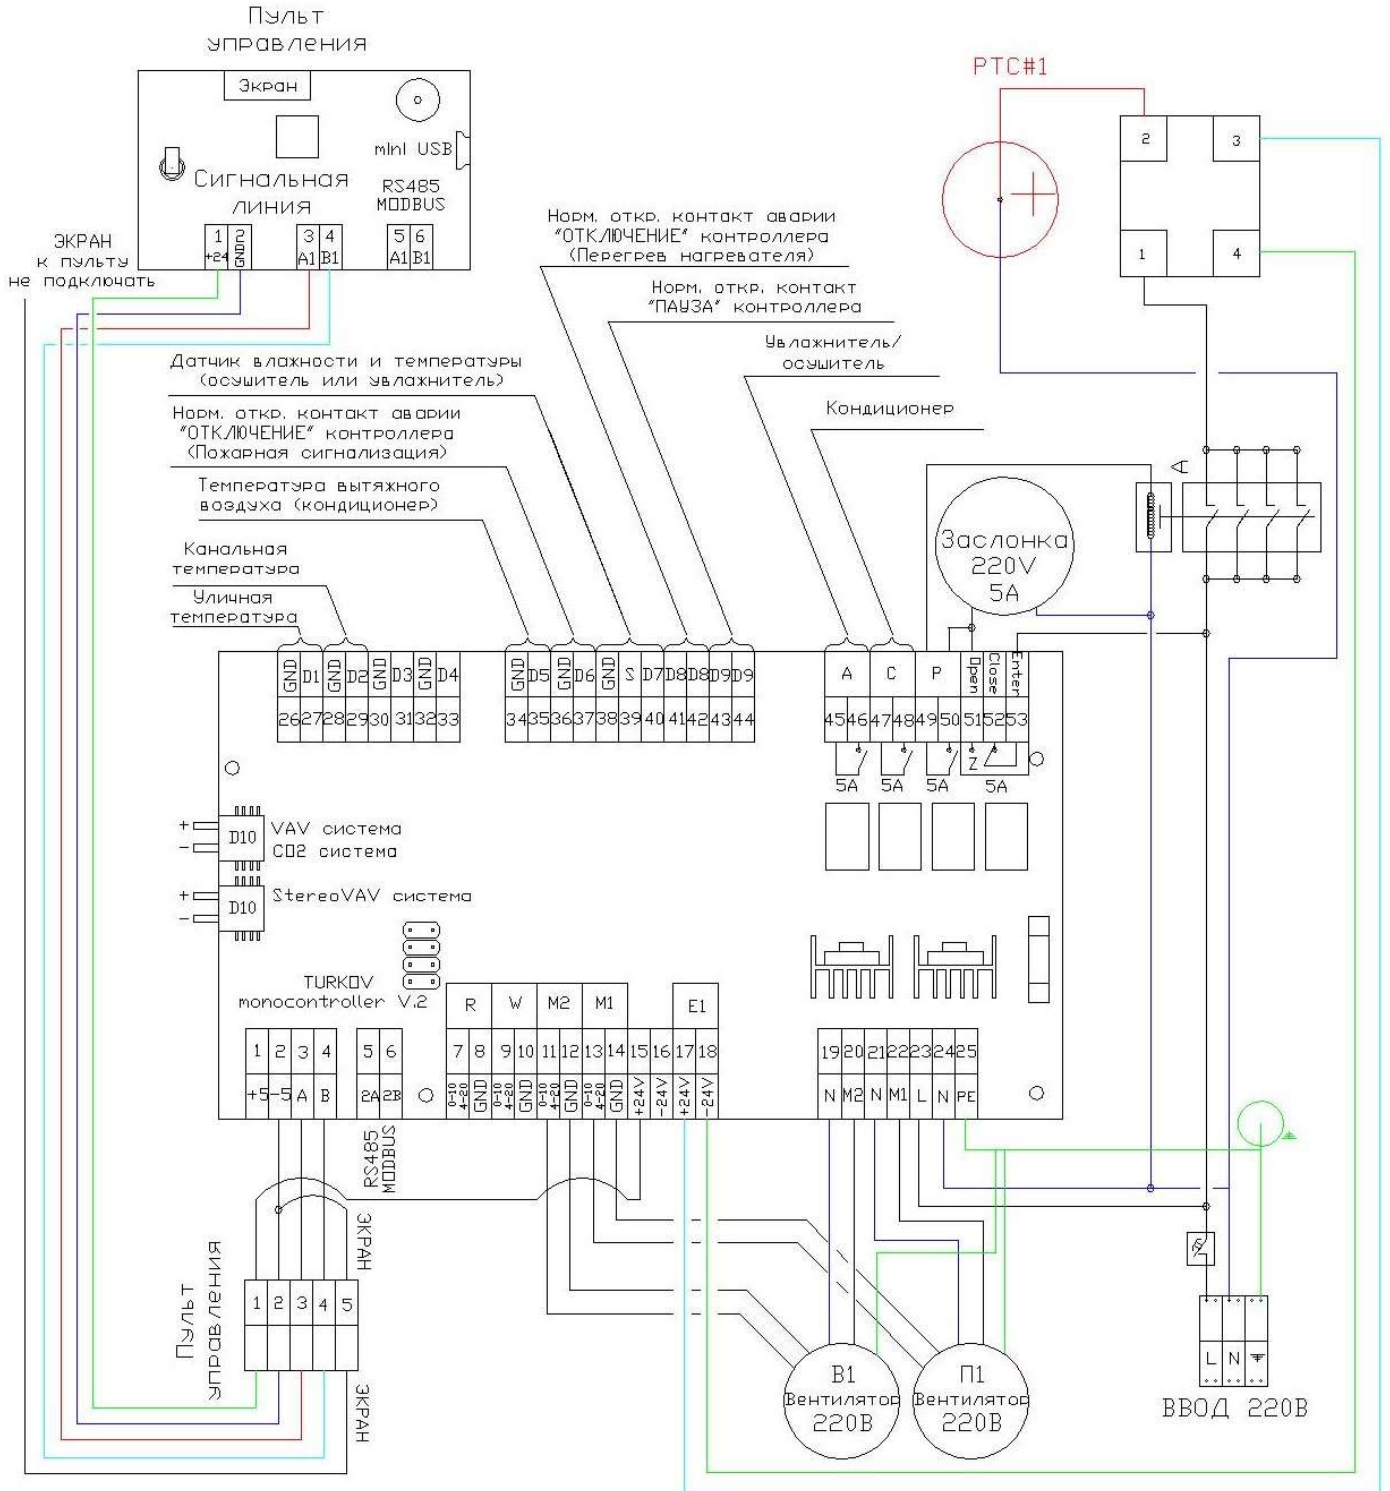 Пульт
управления
Экран
mini USB
Сигнальная
линия
RS485
MODBUS
1 2 3 4 5 6
+24 GND A1 B1 A1 B1
ЭКРАН
к пульту
не подключать
PTC#1
2 3
1 4
Норм. откр. контакт аварии
"ОТКЛЮЧЕНИЕ" контроллера
(Перегрев нагревателя)
Норм. откр. контакт
"ПАУЗА" контроллера
Увлажнитель/
осушитель
Кондиционер
Датчик влажности и температуры
(осушитель или увлажнитель)
Норм. откр. контакт аварии
"ОТКЛЮЧЕНИЕ" контроллера
(Пожарная сигнализация)
Температура вытяжного
воздуха (кондиционер)
Канальная
температура
Уличная
температура
A
Заслонка
220V
5A
GND D1 GND D2 GND D3 GND D4
26 27 28 29 30 31 32 33
GND D5 GND D6 GND S D7 D8 D8 D9 D9
34 35 36 37 38 39 40 41 42 43 44
A C P Open Close Enter
45 46 47 48 49 50 51 52 53
Z
5A 5A 5A 5A
+
-
D10
VAV система
CO2 система
+
-
D10
StereoVAV система
TURKOV
monocontroller V.2
R W M2 M1 E1
1 2 3 4 5 6 7 8 9 10 11 12 13 14 15 16 17 18
+5 -5 A B 2A 2B 0-10 4-20 GND 0-10 4-20 GND 0-10 4-20 GND 0-10 4-20 GND +24V -24V +24V -24V
19 20 21 22 23 24 25
N M2 N M1 L N PE
RS485
MODBUS
ЭКРАН
Пульт
управления
1 2 3 4 5
ЭКРАН
В1
Вентилятор
220В
П1
Вентилятор
220В
L N
ВВОД 220В